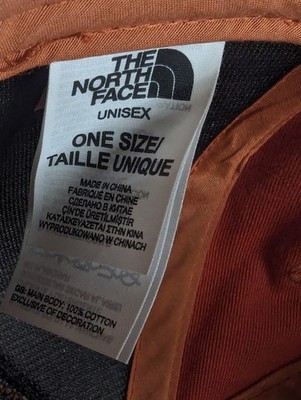 THE
NORTH
FACE
UNISEX
ONE SIZE/
TAILLE UNIQUE
MADE IN CHINA
FABRIQUÉ EN CHINE
СДЕЛАНО В КИТАЕ
ÇİN'DE ÜRETİLMİŞTİR
ΚΑΤΑΣΚΕΥΑΖΕΤΑΙ ΣΤΗΝ ΚΙΝΑ
WYPRODUKOWANO W CHINACH
GB: MAIN BODY: 100% COTTON
EXCLUSIVE OF DECORATION